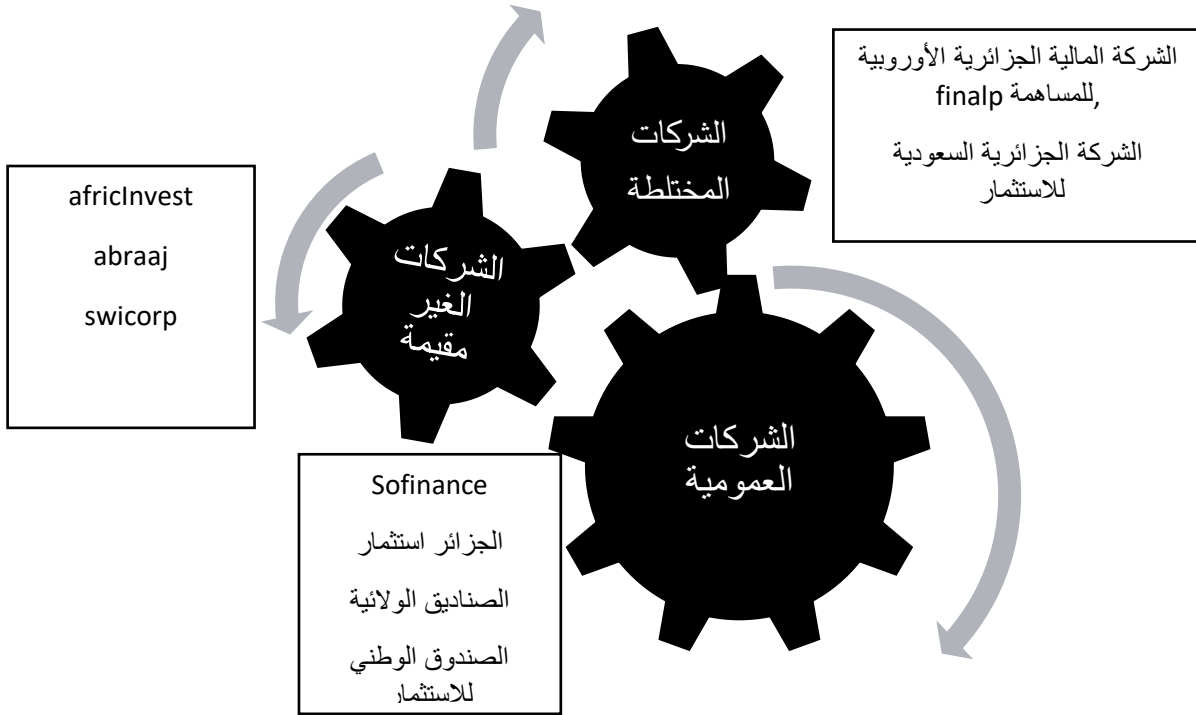 الشركة المالية الجزائرية الأوروبية
للمساهمة finalp,
الشركة الجزائرية السعودية
للاستثمار
الشركات
المختلطة
africInvest
abraaj
swicorp
الشركات
الغير
مقيمة
الشركات
العمومية
Sofinance
الجزائر استثمار
الصناديق الولائية
الصندوق الوطني
للاستثمار